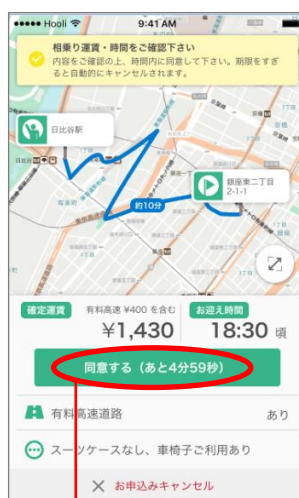 Hooli
9:41 AM
相乗り運賃・時間をご確認下さい
内容をご確認の上、時間内に同意して下さい。期限をすぎ
ると自動的にキャンセルされます。
日比谷駅
銀座東二丁目
2-1-1
約10分
確定運賃
有料高速 ¥400 を含む
お迎え時間
¥1,430
18:30 頃
同意する（あと4分59秒）
有料高速道路
あり
スーツケースなし、車椅子ご利用あり
お申込みキャンセル